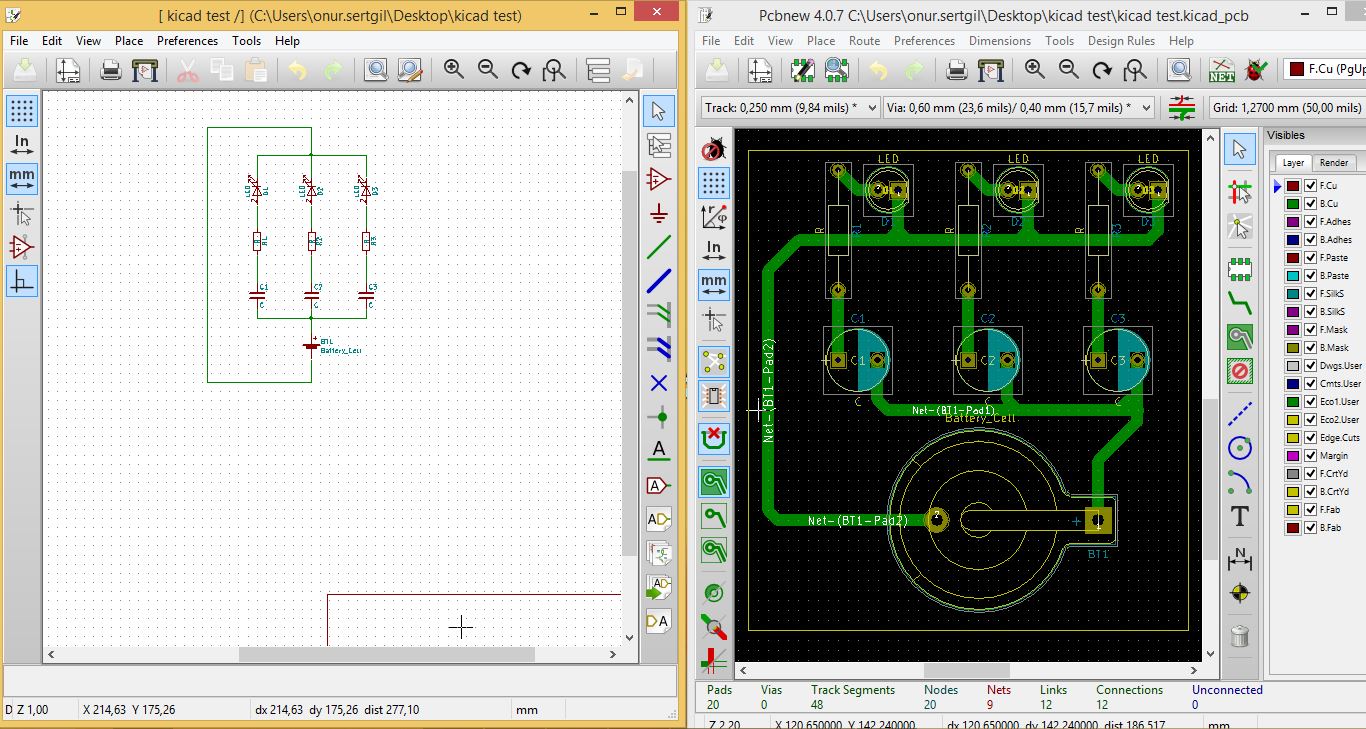 [ kicad test /] (C:\Users\onur.sertgil\Desktop\kicad test)
File Edit View Place Preferences Tools Help
In
mm
LED D1 LED D2 LED D3
2 2 2
R R1 R R2 R R3
C1 C3
C C C
BT1
Battery_Cell
A
A
A
A
A
D Z 1,00 X 214,63 Y 175,26 dx 214,63 dy 175,26 dist 277,10 mm
Pcbnew 4.0.7 C:\Users\onur.sertgil\Desktop\kicad test\kicad test.kicad_pcb
File Edit View Place Route Preferences Dimensions Tools Design Rules Help
NET F.Cu (PgUp
Track: 0,250 mm (9,84 mils) * Via: 0,60 mm (23,6 mils)/ 0,40 mm (15,7 mils) * Grid: 1,2700 mm (50,00 mils)
In
mm
LED LED LED
R R1 R R2 R R3
C1 C2 C3
C1 C2 C3
C C C
Net-(BT1-Pad2)
Net-(BT1-Pad1)
Battery_Cell
Net-(BT1-Pad2) 2 + 1
BT1
T
N
Visibles
Layer Render
F.Cu
B.Cu
F.Adhes
B.Adhes
F.Paste
B.Paste
F.SilkS
B.SilkS
F.Mask
B.Mask
Dwgs.User
Cmts.User
Eco1.User
Eco2.User
Edge.Cuts
Margin
F.CrtYd
B.CrtYd
F.Fab
B.Fab
Pads Vias Track Segments Nodes Nets Links Connections Unconnected
20 0 48 20 9 12 12 0
Z 2,20 X 120,650000 Y 142,240000 dx 120,650000 dy 142,240000 dist 186,517 mm